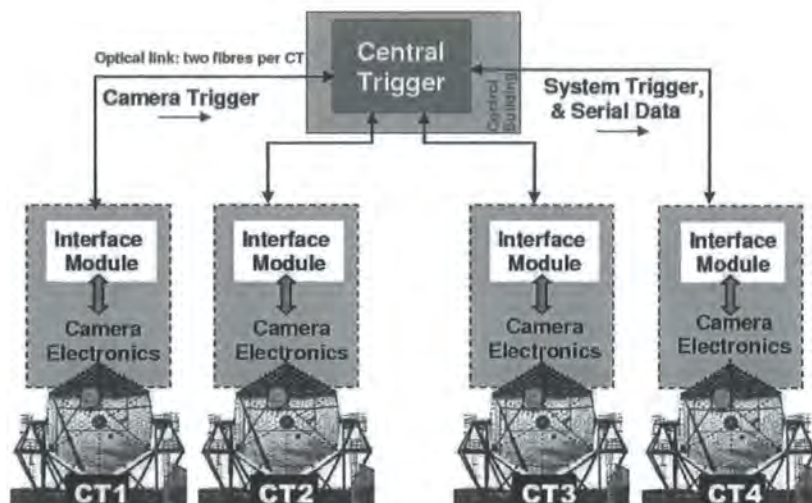 Optical link: two fibres per CT
Camera Trigger
Central
Trigger
Control
Building
System Trigger,
& Serial Data
Interface
Module
Camera
Electronics
CT1
Interface
Module
Camera
Electronics
CT2
Interface
Module
Camera
Electronics
CT3
Interface
Module
Camera
Electronics
CT4